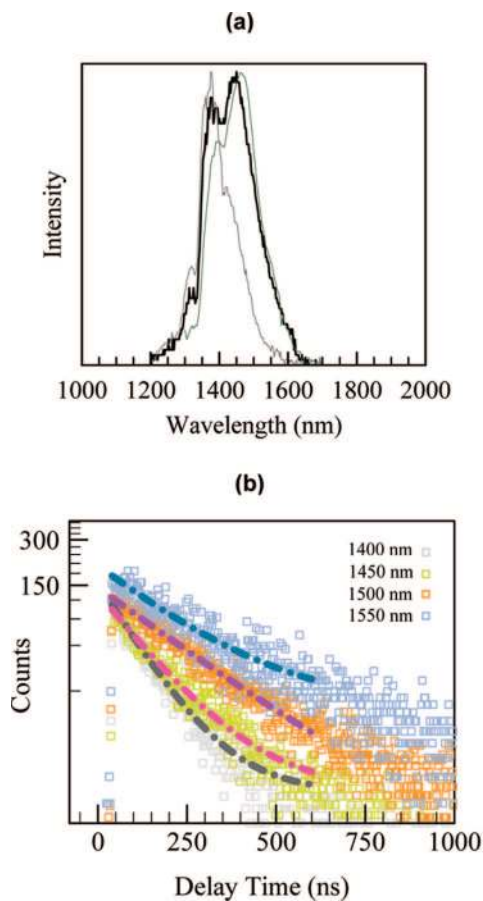 (a)
Intensity
1000 1200 1400 1600 1800 2000
Wavelength (nm)
(b)
300
150
Counts
1400 nm
1450 nm
1500 nm
1550 nm
0 250 500 750 1000
Delay Time (ns)